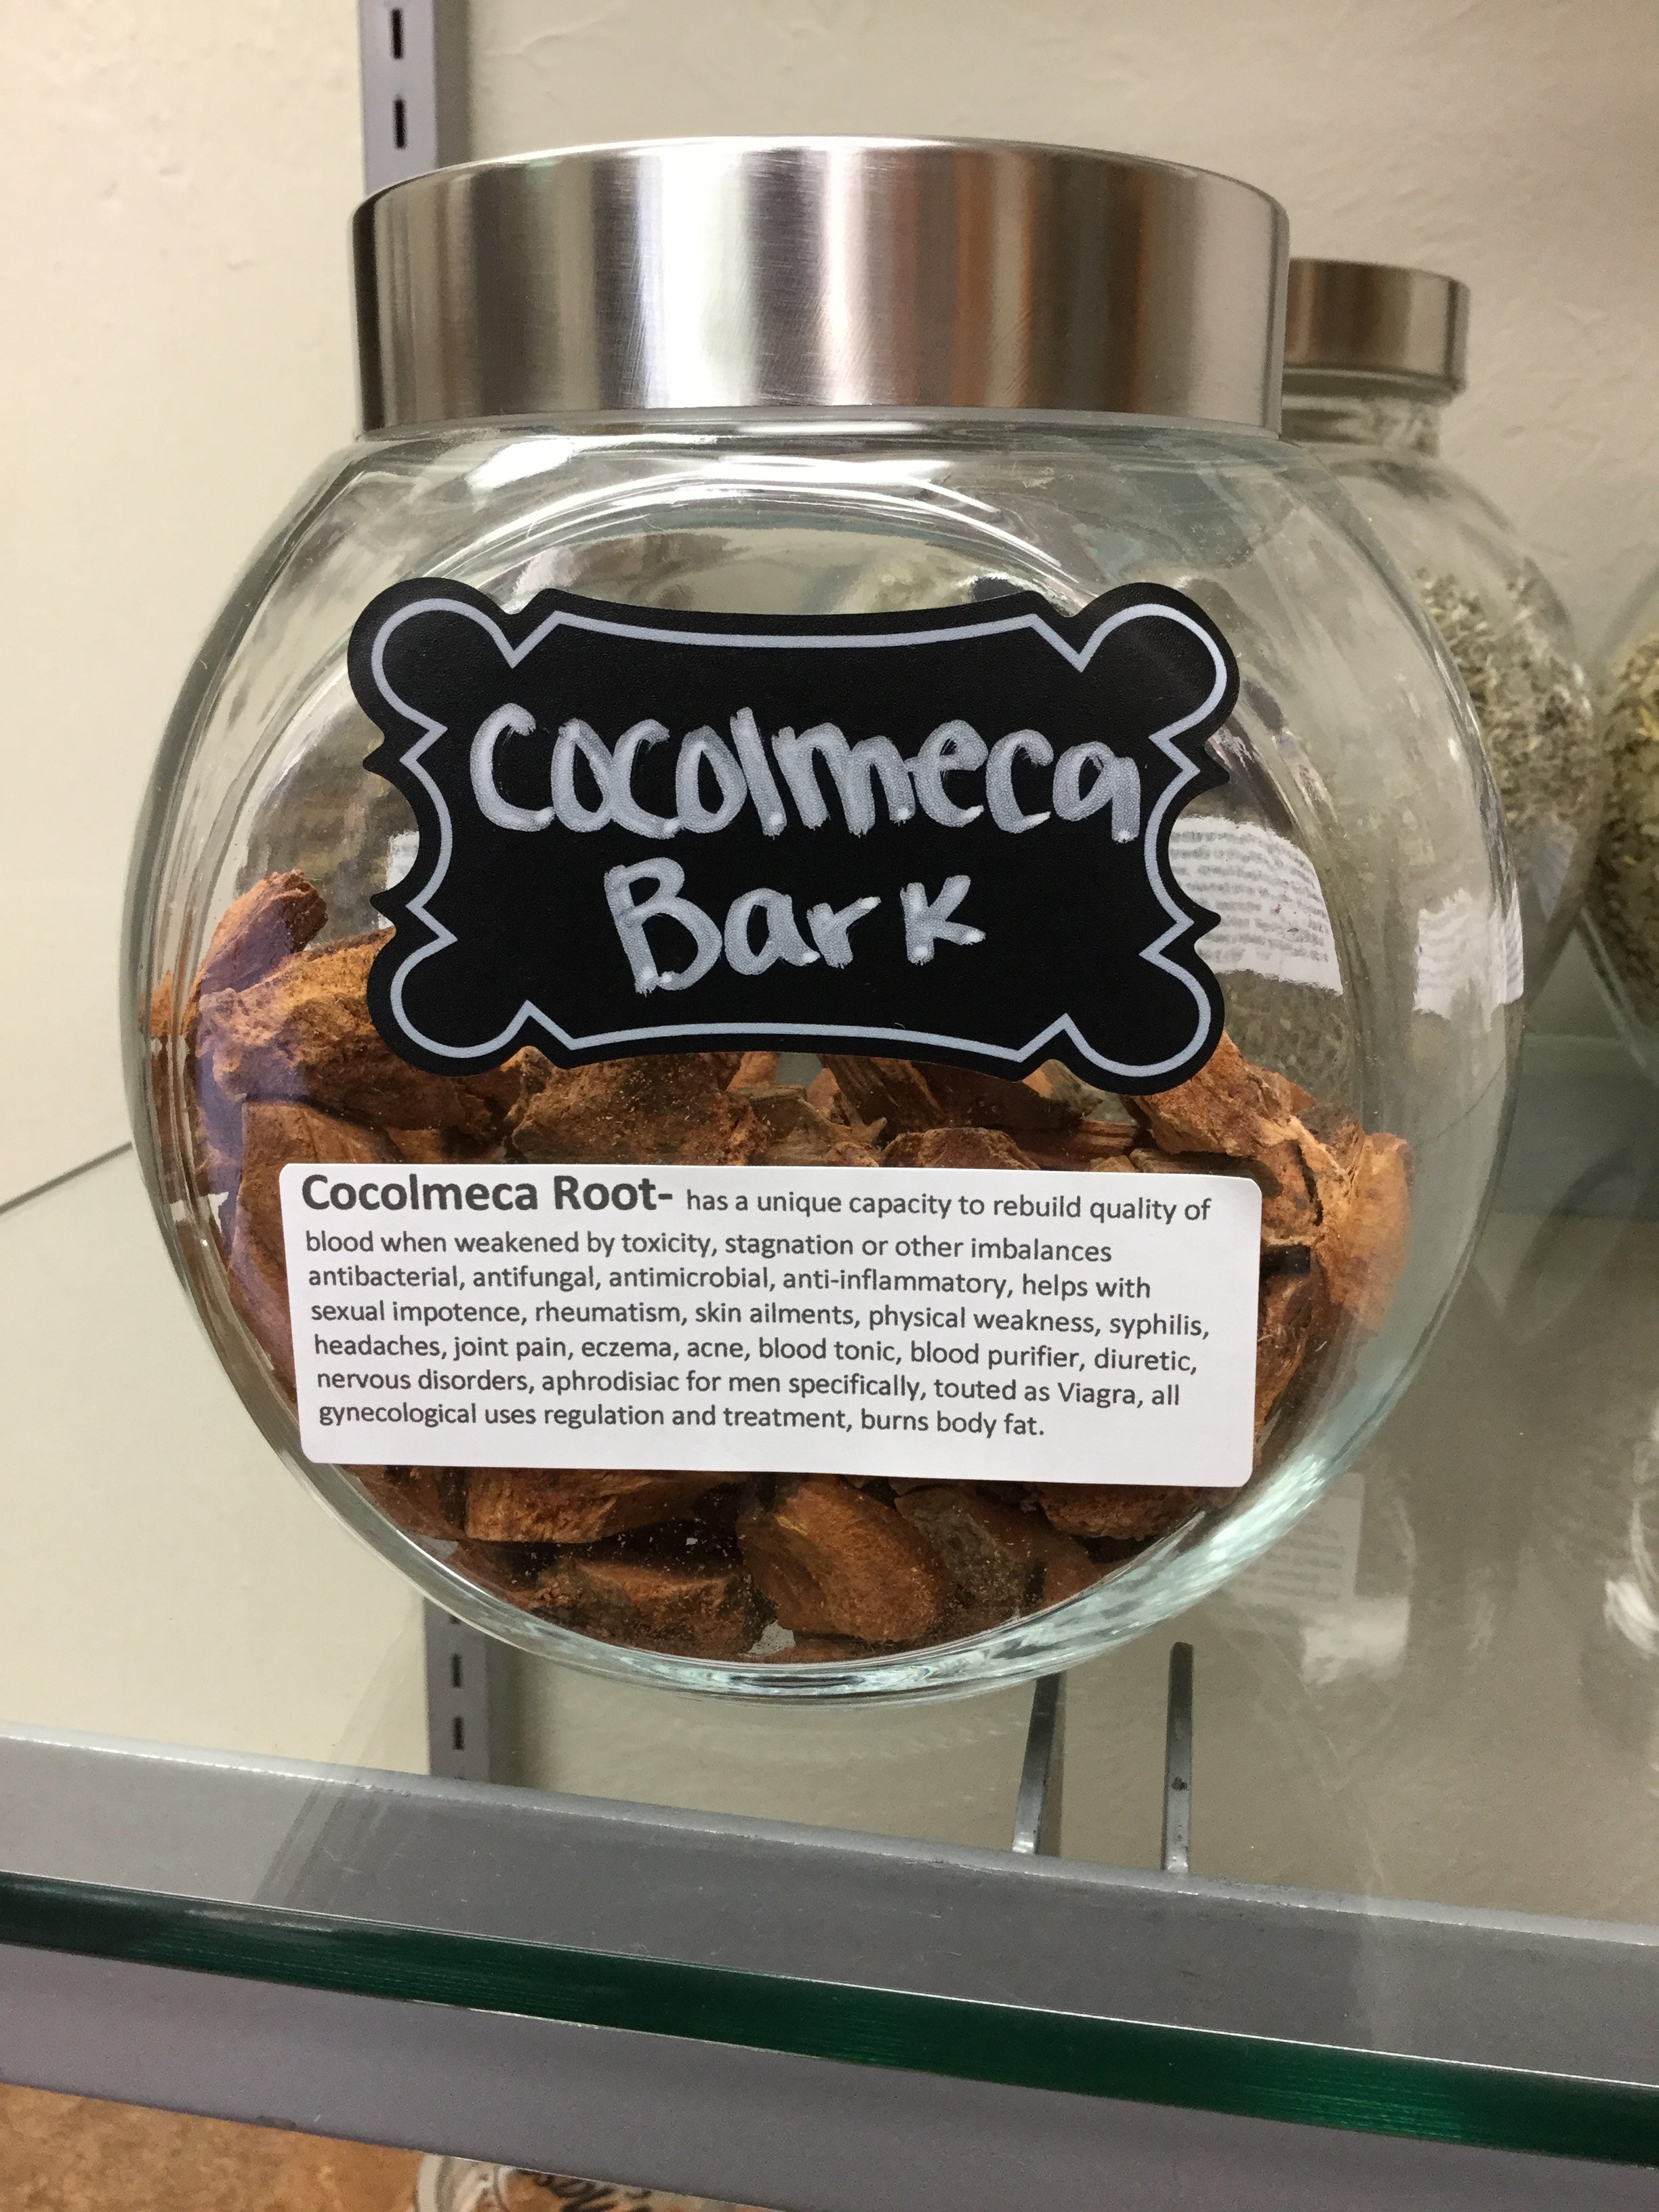 Cocolmeca
Bark
Cocolmeca Root- has a unique capacity to rebuild quality of
blood when weakened by toxicity, stagnation or other imbalances
antibacterial, antifungal, antimicrobial, anti-inflammatory, helps with
sexual impotence, rheumatism, skin ailments, physical weakness, syphilis,
headaches, joint pain, eczema, acne, blood tonic, blood purifier, diuretic,
nervous disorders, aphrodisiac for men specifically, touted as Viagra, all
gynecological uses regulation and treatment, burns body fat.